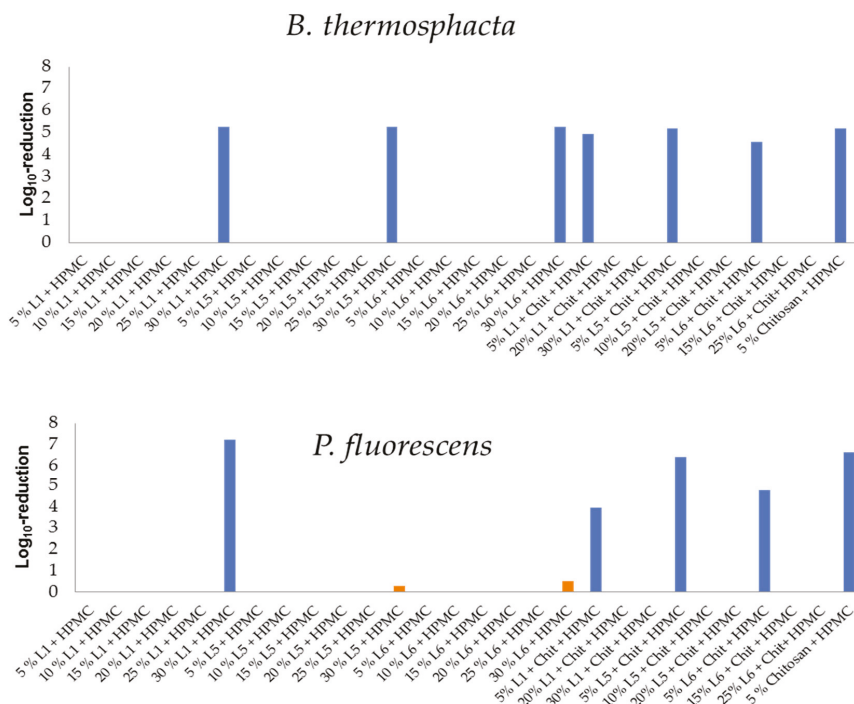 B. thermosphacta
Log10-reduction
8
7
6
5
4
3
2
1
0
5 % L1 + HPMC
10 % L1 + HPMC
15 % L1 + HPMC
20 % L1 + HPMC
25 % L1 + HPMC
30 % L1 + HPMC
5 % L5 + HPMC
10 % L5 + HPMC
15 % L5 + HPMC
20 % L5 + HPMC
25 % L5 + HPMC
30 % L5 + HPMC
5 % L6 + HPMC
10 % L6 + HPMC
15 % L6 + HPMC
20 % L6 + HPMC
25 % L6 + HPMC
30 % L6 + HPMC
5% L1 + Chit + HPMC
20% L1 + Chit + HPMC
30% L1 + Chit + HPMC
5% L5 + Chit + HPMC
10% L5 + Chit + HPMC
20% L5 + Chit + HPMC
5% L6 + Chit + HPMC
15% L6 + Chit + HPMC
25% L6 + Chit + HPMC
5 % Chitosan + HPMC
P. fluorescens
Log10-reduction
8
7
6
5
4
3
2
1
0
5 % L1 + HPMC
10 % L1 + HPMC
15 % L1 + HPMC
20 % L1 + HPMC
25 % L1 + HPMC
30 % L1 + HPMC
5 % L5 + HPMC
10 % L5 + HPMC
15 % L5 + HPMC
20 % L5 + HPMC
25 % L5 + HPMC
30 % L5 + HPMC
5 % L6 + HPMC
10 % L6 + HPMC
15 % L6 + HPMC
20 % L6 + HPMC
25 % L6 + HPMC
30 % L6 + HPMC
5% L1 + Chit + HPMC
20% L1 + Chit + HPMC
30% L1 + Chit + HPMC
5% L5 + Chit + HPMC
10% L5 + Chit + HPMC
20% L5 + Chit + HPMC
5% L6 + Chit + HPMC
15% L6 + Chit + HPMC
25% L6 + Chit + HPMC
5 % Chitosan + HPMC